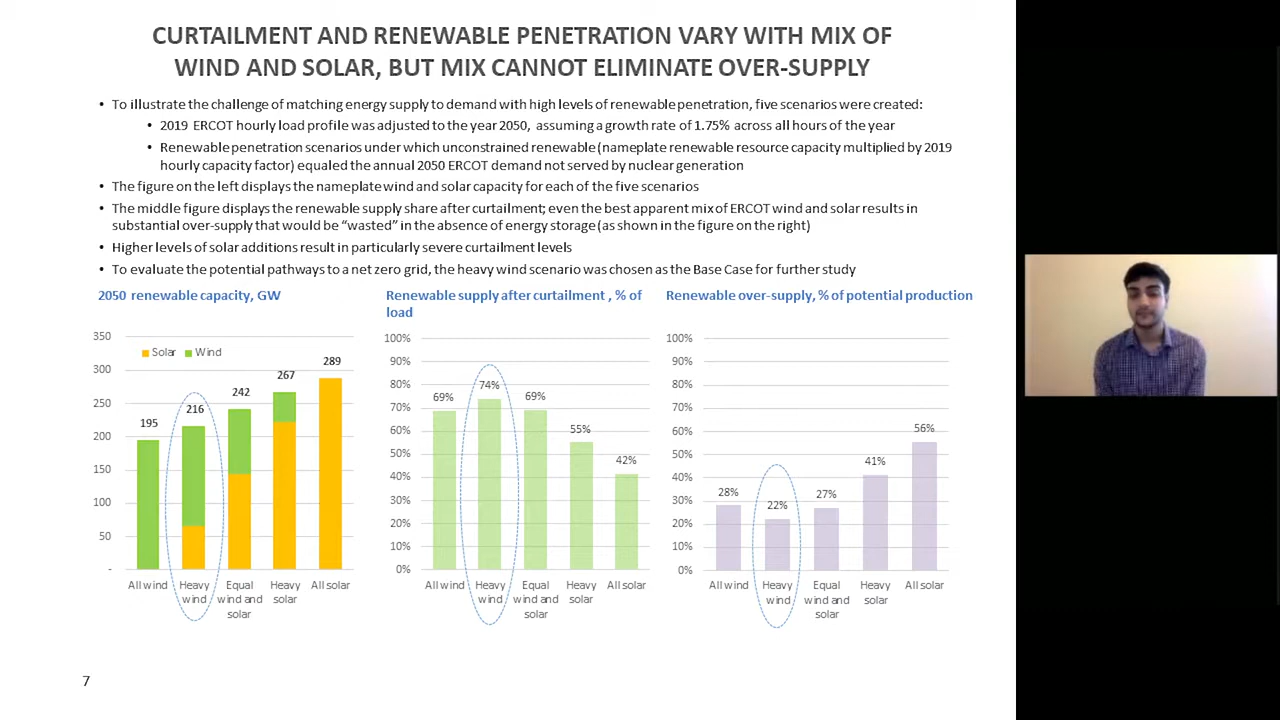 CURTAILMENT AND RENEWABLE PENETRATION VARY WITH MIX OF
WIND AND SOLAR, BUT MIX CANNOT ELIMINATE OVER-SUPPLY
• To illustrate the challenge of matching energy supply to demand with high levels of renewable penetration, five scenarios were created:
• 2019 ERCOT hourly load profile was adjusted to the year 2050, assuming a growth rate of 1.75% across all hours of the year
• Renewable penetration scenarios under which unconstrained renewable (nameplate renewable resource capacity multiplied by 2019
hourly capacity factor) equaled the annual 2050 ERCOT demand not served by nuclear generation
• The figure on the left displays the nameplate wind and solar capacity for each of the five scenarios
• The middle figure displays the renewable supply share after curtailment; even the best apparent mix of ERCOT wind and solar results in
substantial over-supply that would be “wasted” in the absence of energy storage (as shown in the figure on the right)
• Higher levels of solar additions result in particularly severe curtailment levels
• To evaluate the potential pathways to a net zero grid, the heavy wind scenario was chosen as the Base Case for further study
2050 renewable capacity, GW
350
300
250
200
150
100
50
-
Solar Wind
195
216
242
267
289
All wind
Heavy
wind
Equal
wind and
solar
Heavy
solar
All solar
Renewable supply after curtailment , % of
load
100%
90%
80%
70%
60%
50%
40%
30%
20%
10%
0%
69%
74%
69%
55%
42%
All wind
Heavy
wind
Equal
wind and
solar
Heavy
solar
All solar
Renewable over-supply, % of potential production
100%
90%
80%
70%
60%
50%
40%
30%
20%
10%
0%
28%
22%
27%
41%
56%
All wind
Heavy
wind
Equal
wind and
solar
Heavy
solar
All solar
7